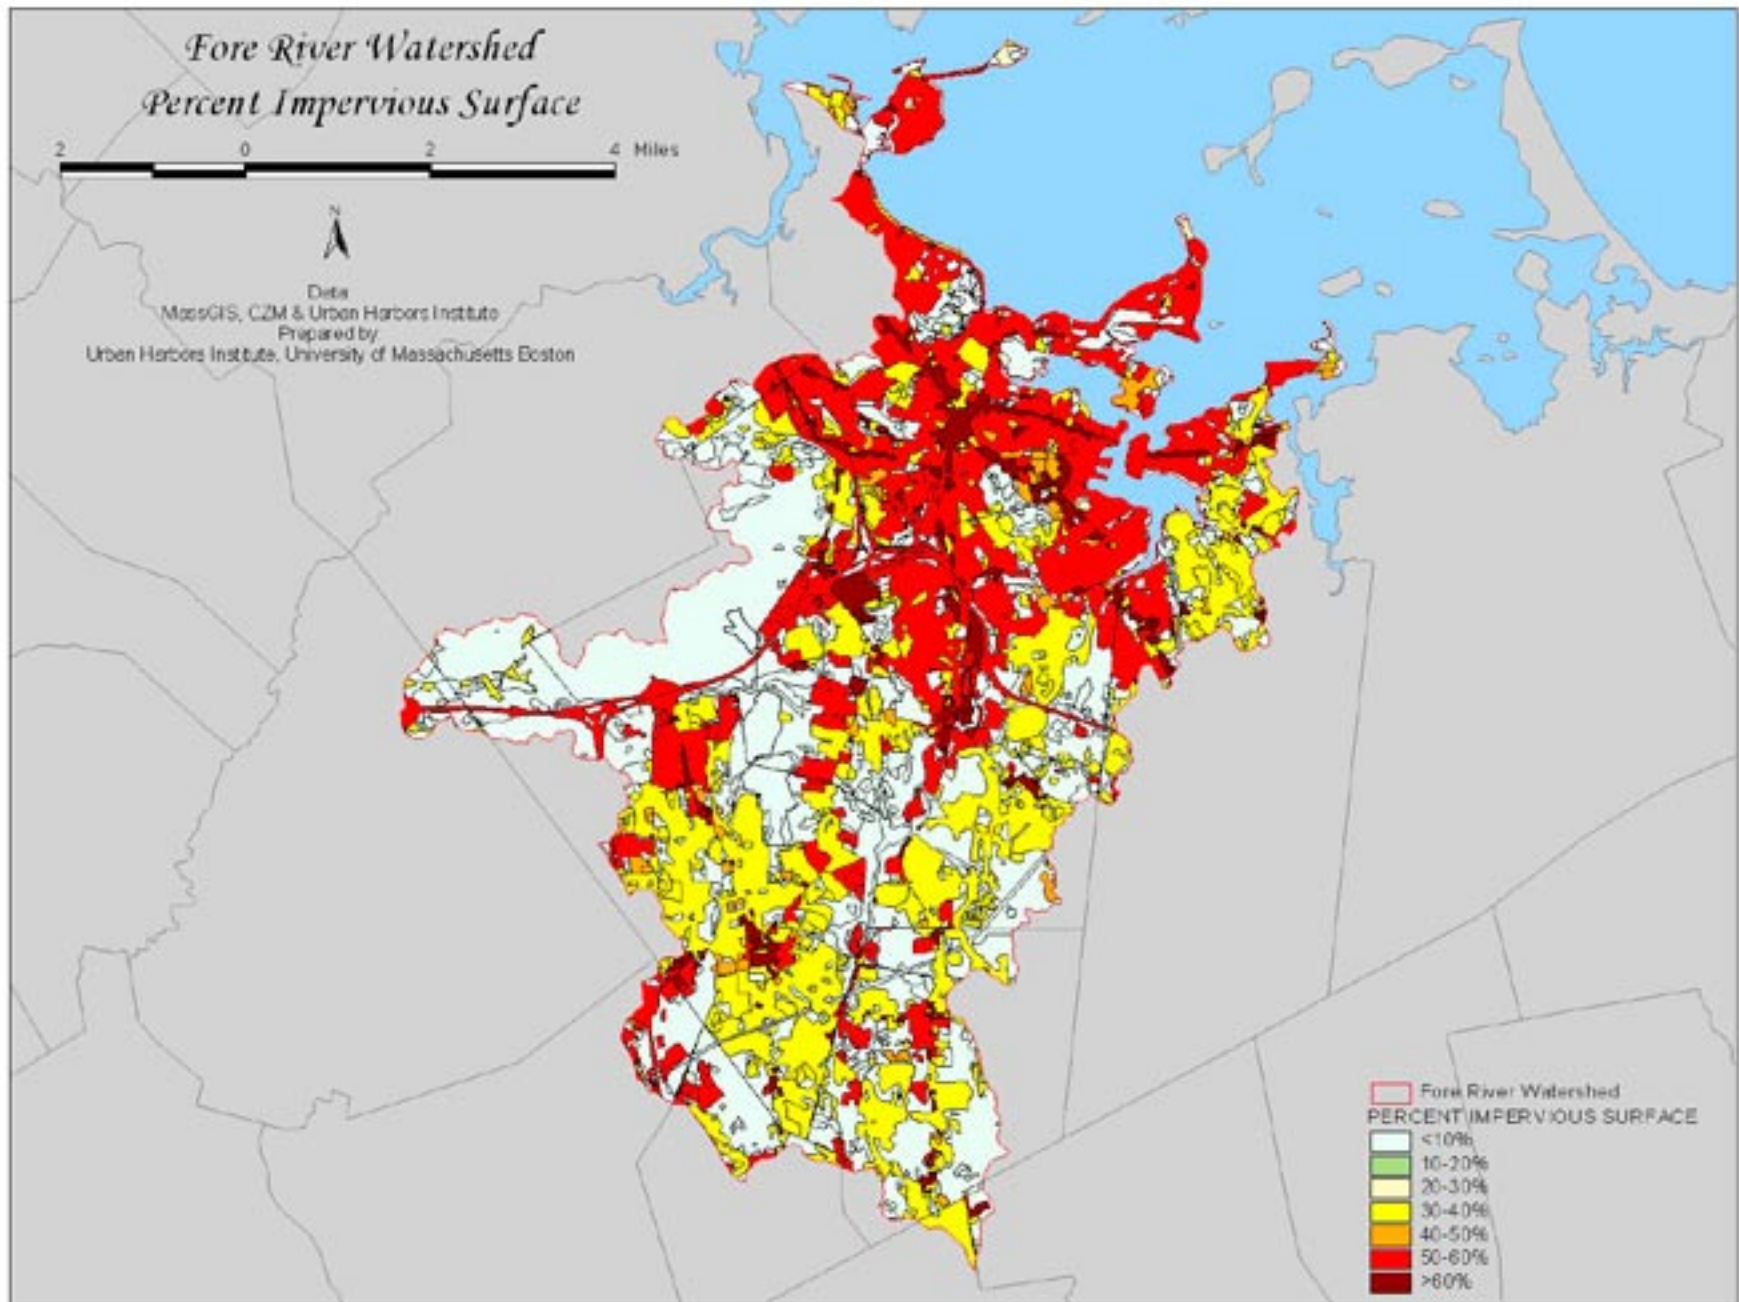 Fore River Watershed
Percent Impervious Surface
2 0 2 4 Miles
N
Data
MassGIS, CZM & Urban Harbors Institute
Prepared by
Urban Harbors Institute, University of Massachusetts Boston
Fore River Watershed
PERCENT IMPERVIOUS SURFACE
<10%
10-20%
20-30%
30-40%
40-50%
50-60%
>60%